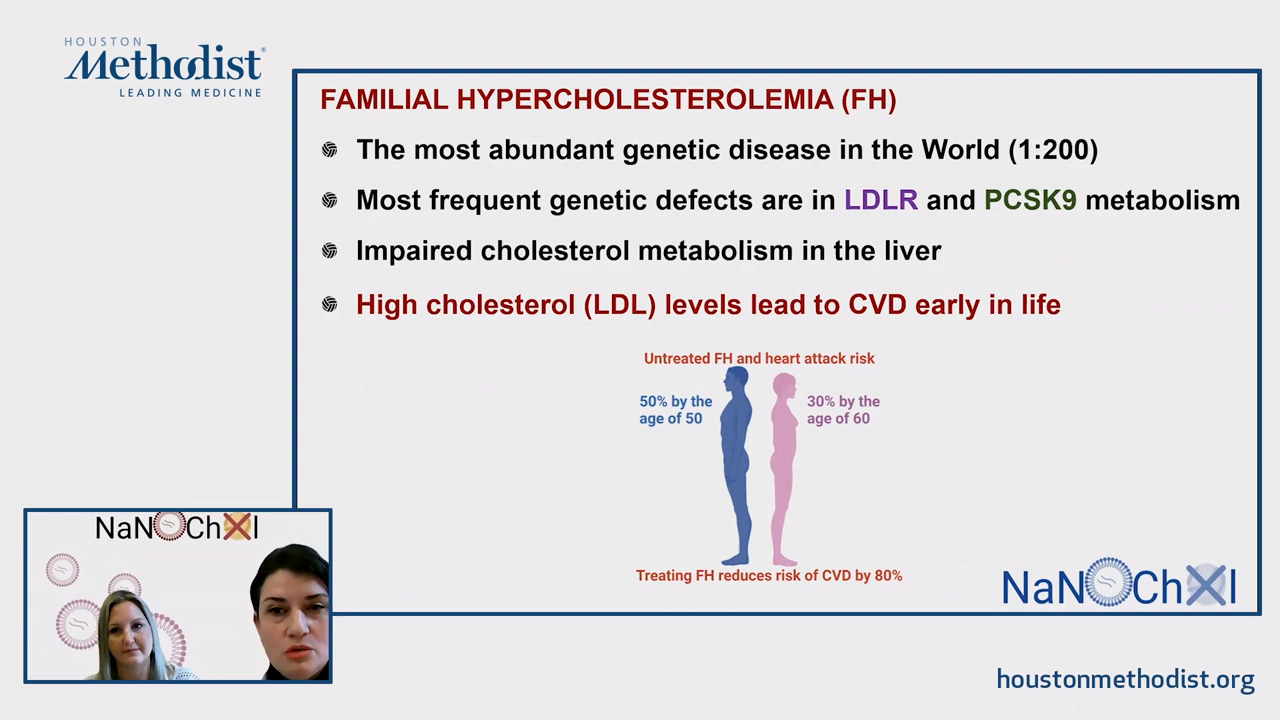 HOUSTON
Methodist®
LEADING MEDICINE
FAMILIAL HYPERCHOLESTEROLEMIA (FH)
The most abundant genetic disease in the World (1:200)
Most frequent genetic defects are in LDLR and PCSK9 metabolism
Impaired cholesterol metabolism in the liver
High cholesterol (LDL) levels lead to CVD early in life
Untreated FH and heart attack risk
50% by the
age of 50
30% by the
age of 60
Treating FH reduces risk of CVD by 80%
NaNOChXl
NaNOChXl
houstonmethodist.org